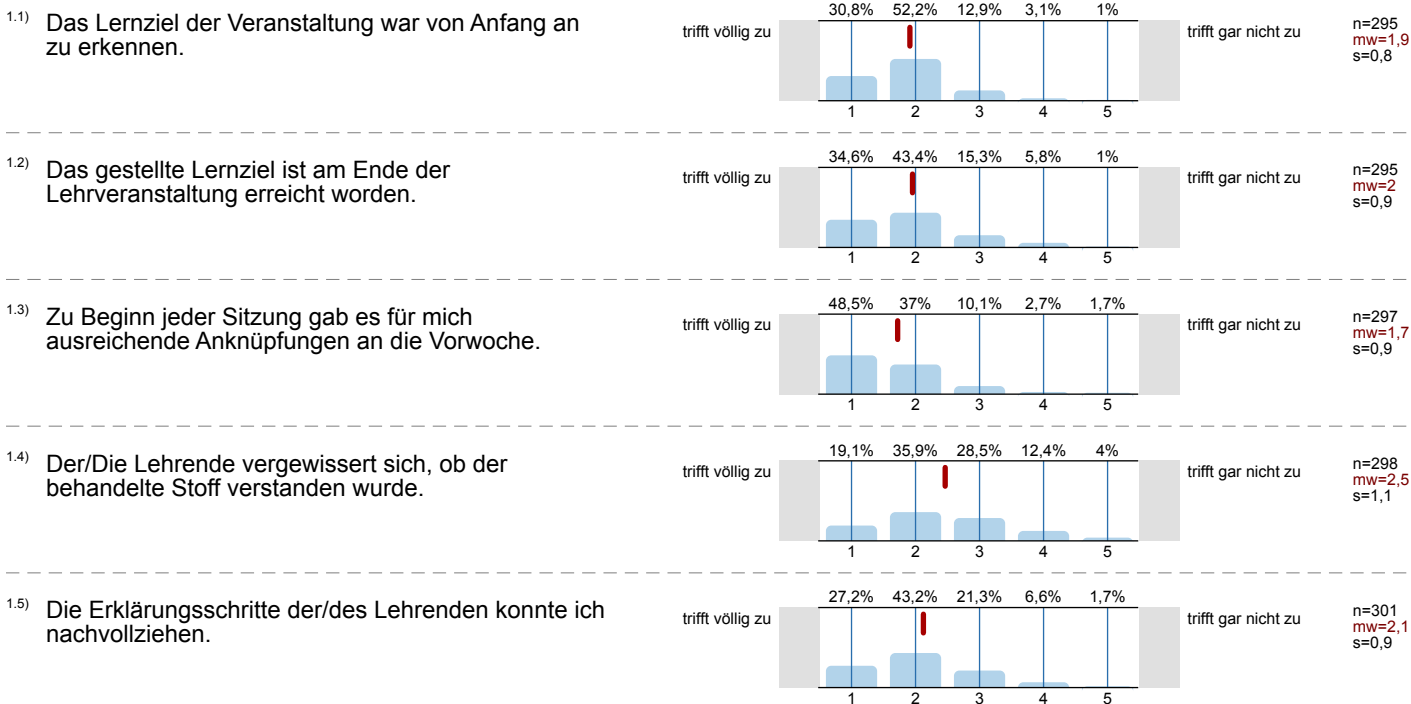 1.1) Das Lernziel der Veranstaltung war von Anfang an
zu erkennen.
trifft völlig zu
30,8% 52,2% 12,9% 3,1% 1%
1 2 3 4 5
trifft gar nicht zu
n=295
mw=1,9
s=0,8
1.2) Das gestellte Lernziel ist am Ende der
Lehrveranstaltung erreicht worden.
trifft völlig zu
34,6% 43,4% 15,3% 5,8% 1%
1 2 3 4 5
trifft gar nicht zu
n=295
mw=2
s=0,9
1.3) Zu Beginn jeder Sitzung gab es für mich
ausreichende Anknüpfungen an die Vorwoche.
trifft völlig zu
48,5% 37% 10,1% 2,7% 1,7%
1 2 3 4 5
trifft gar nicht zu
n=297
mw=1,7
s=0,9
1.4) Der/Die Lehrende vergewissert sich, ob der
behandelte Stoff verstanden wurde.
trifft völlig zu
19,1% 35,9% 28,5% 12,4% 4%
1 2 3 4 5
trifft gar nicht zu
n=298
mw=2,5
s=1,1
1.5) Die Erklärungsschritte der/des Lehrenden konnte ich
nachvollziehen.
trifft völlig zu
27,2% 43,2% 21,3% 6,6% 1,7%
1 2 3 4 5
trifft gar nicht zu
n=301
mw=2,1
s=0,9